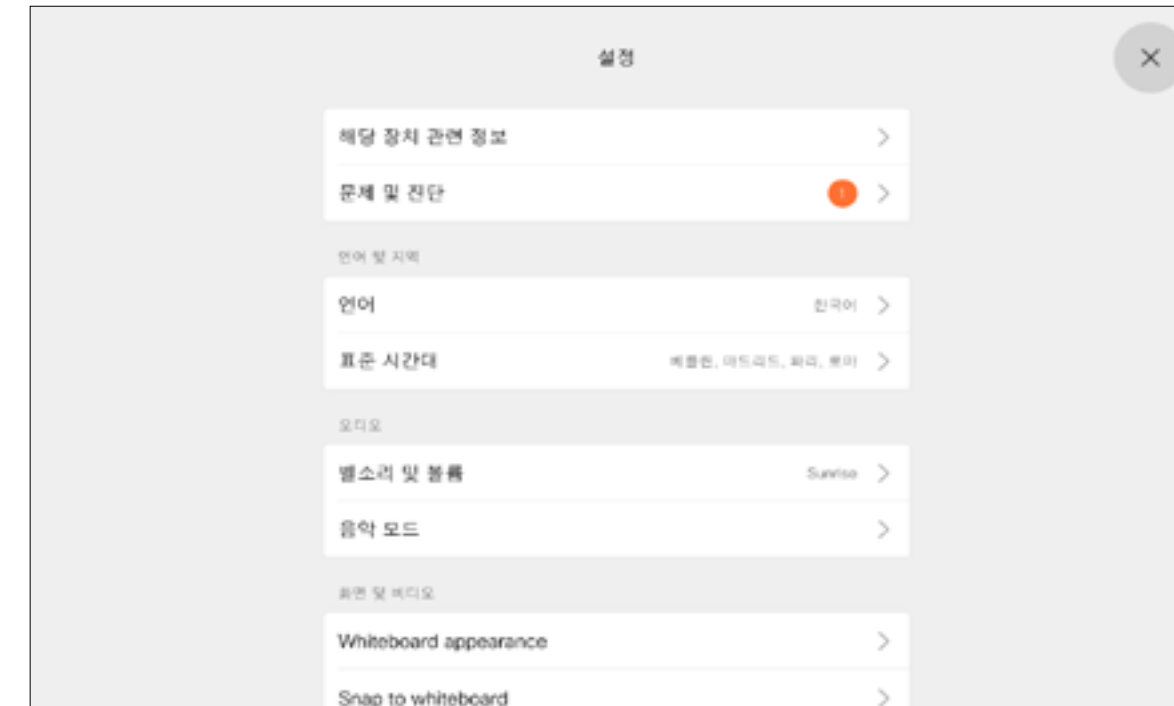 설정
해당 장치 관련 정보
문제 및 진단 1
언어 및 지역
언어 한국어
표준 시간대 베를린, 마드리드, 파리, 로마
오디오
벨소리 및 볼륨 Sunrise
음악 모드
화면 및 비디오
Whiteboard appearance
Snap to whiteboard